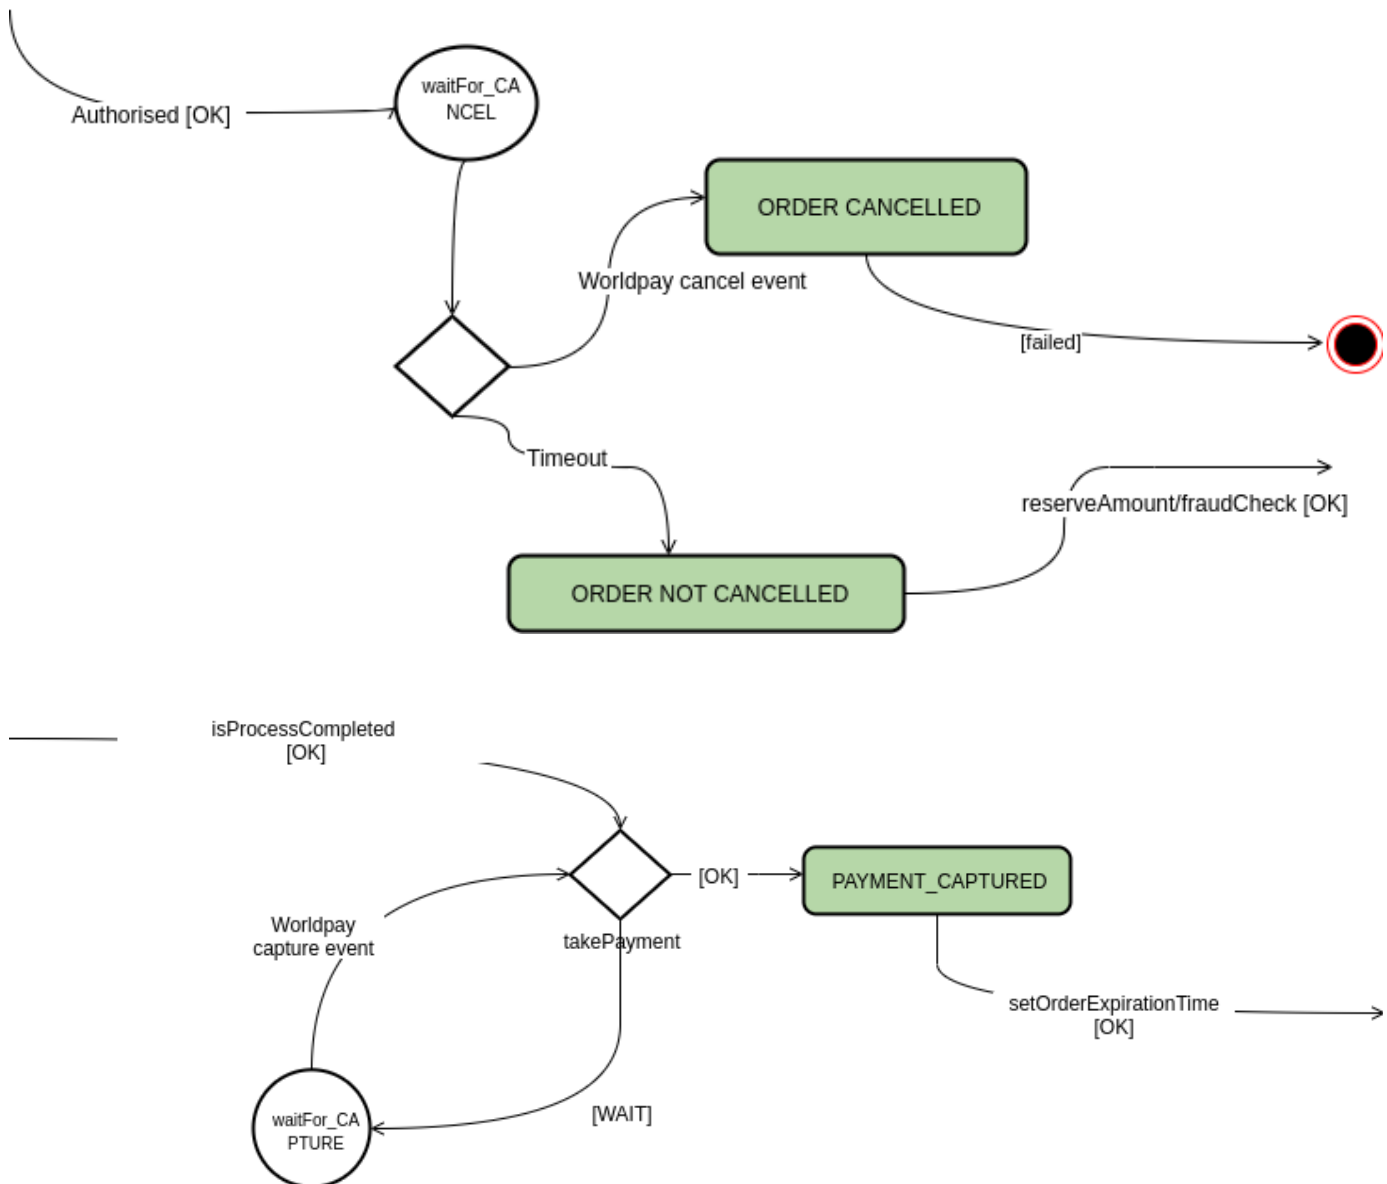 waitFor_CA
NCEL
Authorised [OK]
ORDER CANCELLED
Worldpay cancel event
[failed]
Timeout
reserveAmount/fraudCheck [OK]
ORDER NOT CANCELLED
isProcessCompleted
[OK]
[OK]
PAYMENT_CAPTURED
Worldpay
capture event
takePayment
setOrderExpirationTime
[OK]
[WAIT]
waitFor_CA
PTURE